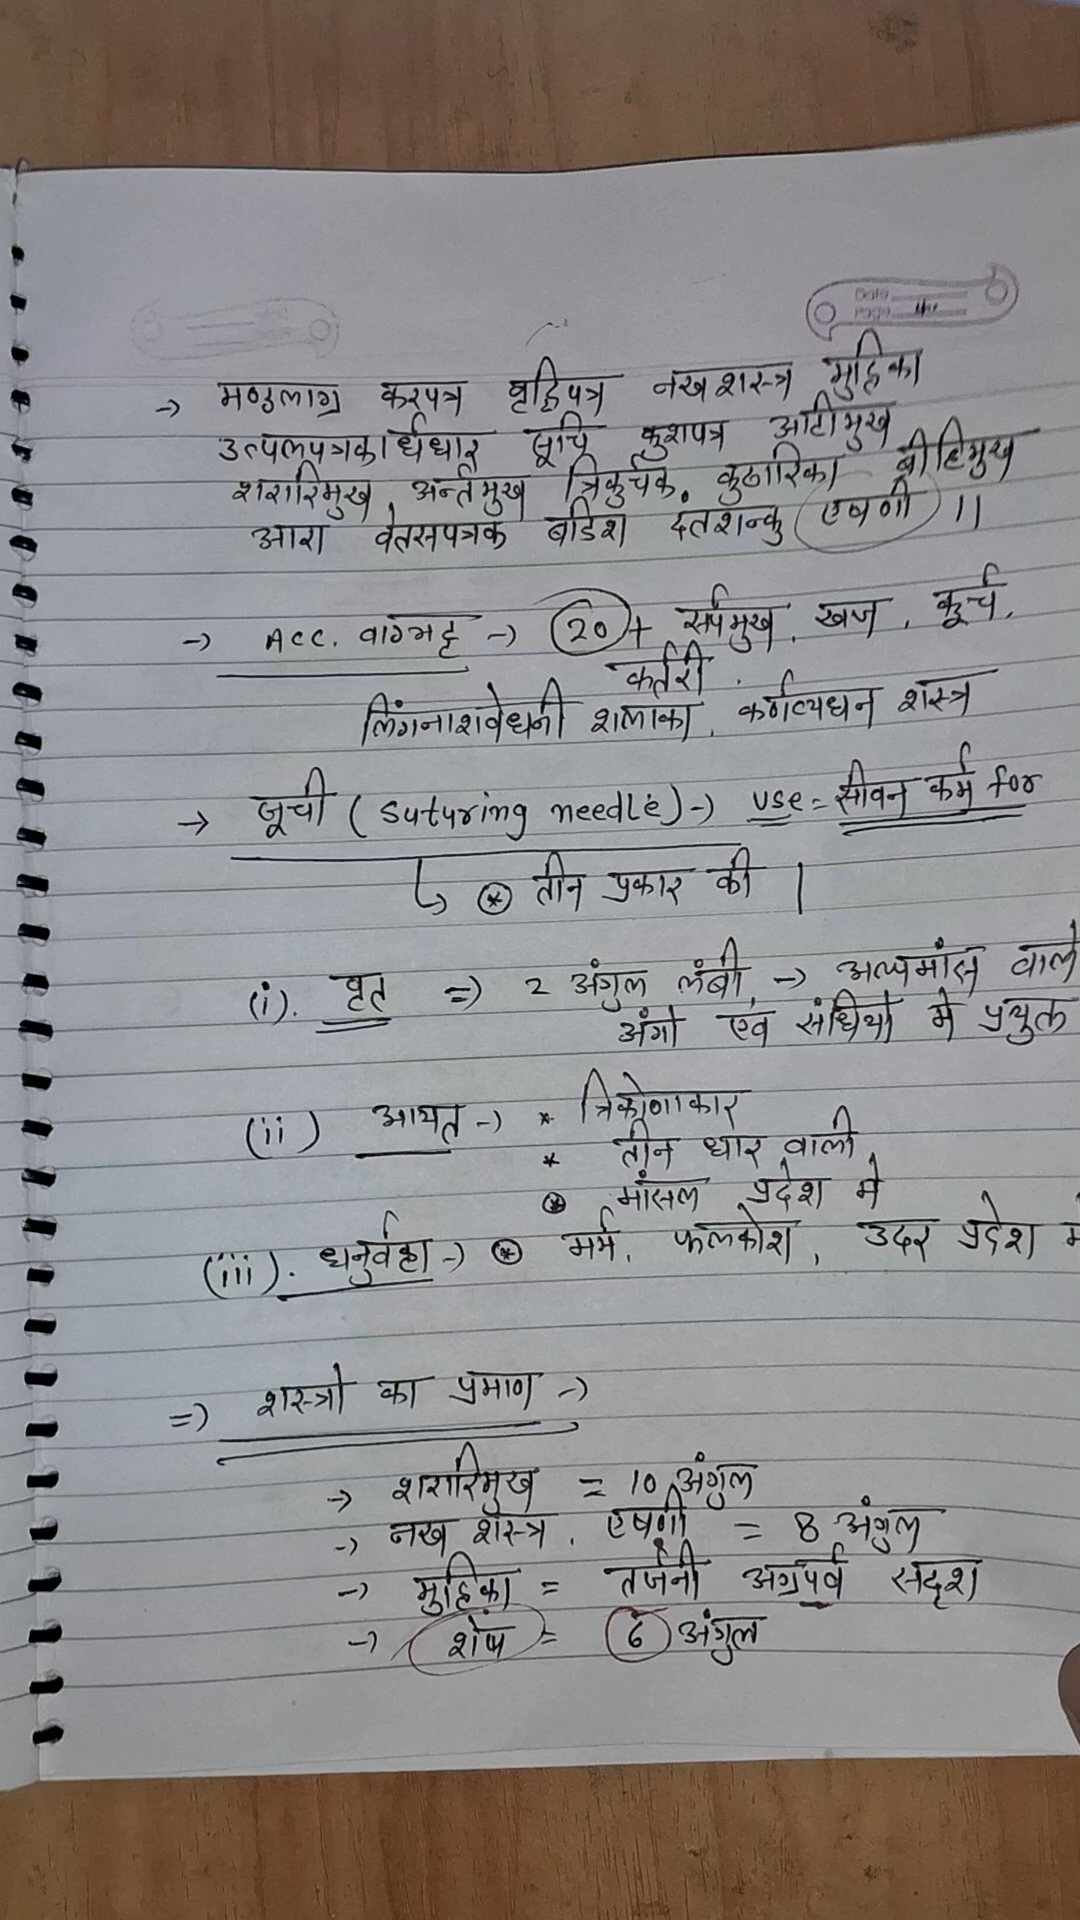 Date
Page
→ मण्डलाग्र करपत्र वृद्धिपत्र नखशस्त्र मुद्रिका
उत्पलपत्रकार्धधार सूचि कुशपत्र आटीमुख
शरारिमुख, अन्तर्मुख त्रिकुर्चक, कुठारिका व्रीहिमुख
आरा वेतसपत्रक बडिश दतशन्कु एषणी ॥
→ Acc. वाग्भट्ट → 20 + सर्पमुख, खज, कूर्च,
कर्तरी,
लिंगनाशवेधनी शलाका, कर्णव्यधन शस्त्र
→ सूची (suturing needle) → use = सीवन कर्म for
↳ * तीन प्रकार की |
(i). वृत => 2 अंगुल लंबी, → अल्पमांस वाले
अंगो एवं संधियो मे प्रयुक्त
(ii) आयत → * त्रिकोणाकार
* तीन धार वाली
* मांसल प्रदेश मे
(iii). धनुर्वक्रा → * मर्म, फलकोश, उदर प्रदेश मे
=> शस्त्रो का प्रमाण →
→ शरारिमुख = 10 अंगुल
→ नख शस्त्र, एषणी = 8 अंगुल
→ मुद्रिका = तर्जनी अग्रपर्व सदृश
→ शेष = 6 अंगुल